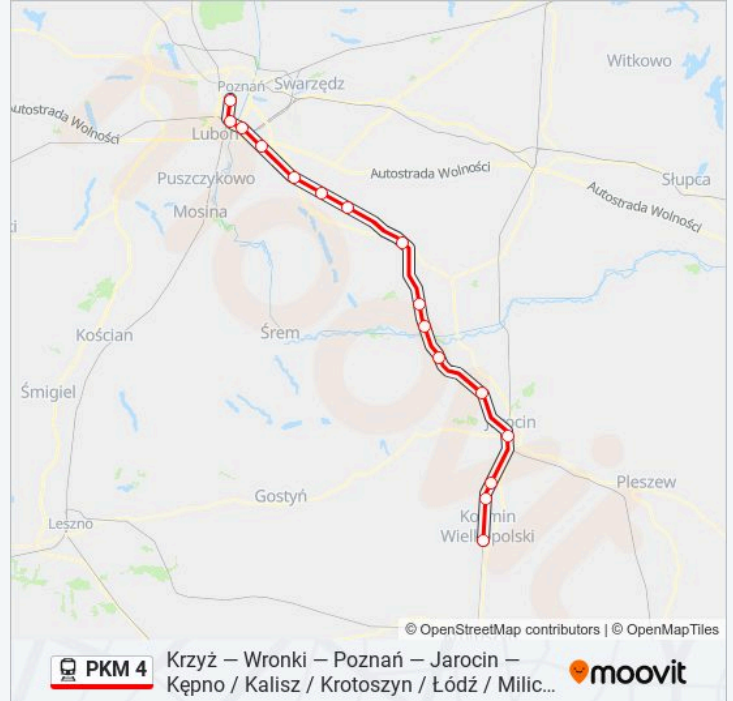 Witkowo
Poznań
Swarzędz
Autostrada Wolności
Luboń
Autostrada Wolności
Puszczykowo
Słupca
Mosina
Autostrada Wolności
Śrem
Kościan
Śmigiel
Jarocin
Pleszew
Gostyń
Leszno
Koźmin
Wielkopolski
moovit
© OpenStreetMap contributors | © OpenMapTiles
PKM 4
Krzyż – Wronki – Poznań – Jarocin –
Kępno / Kalisz / Krotoszyn / Łódź / Milic...
moovit